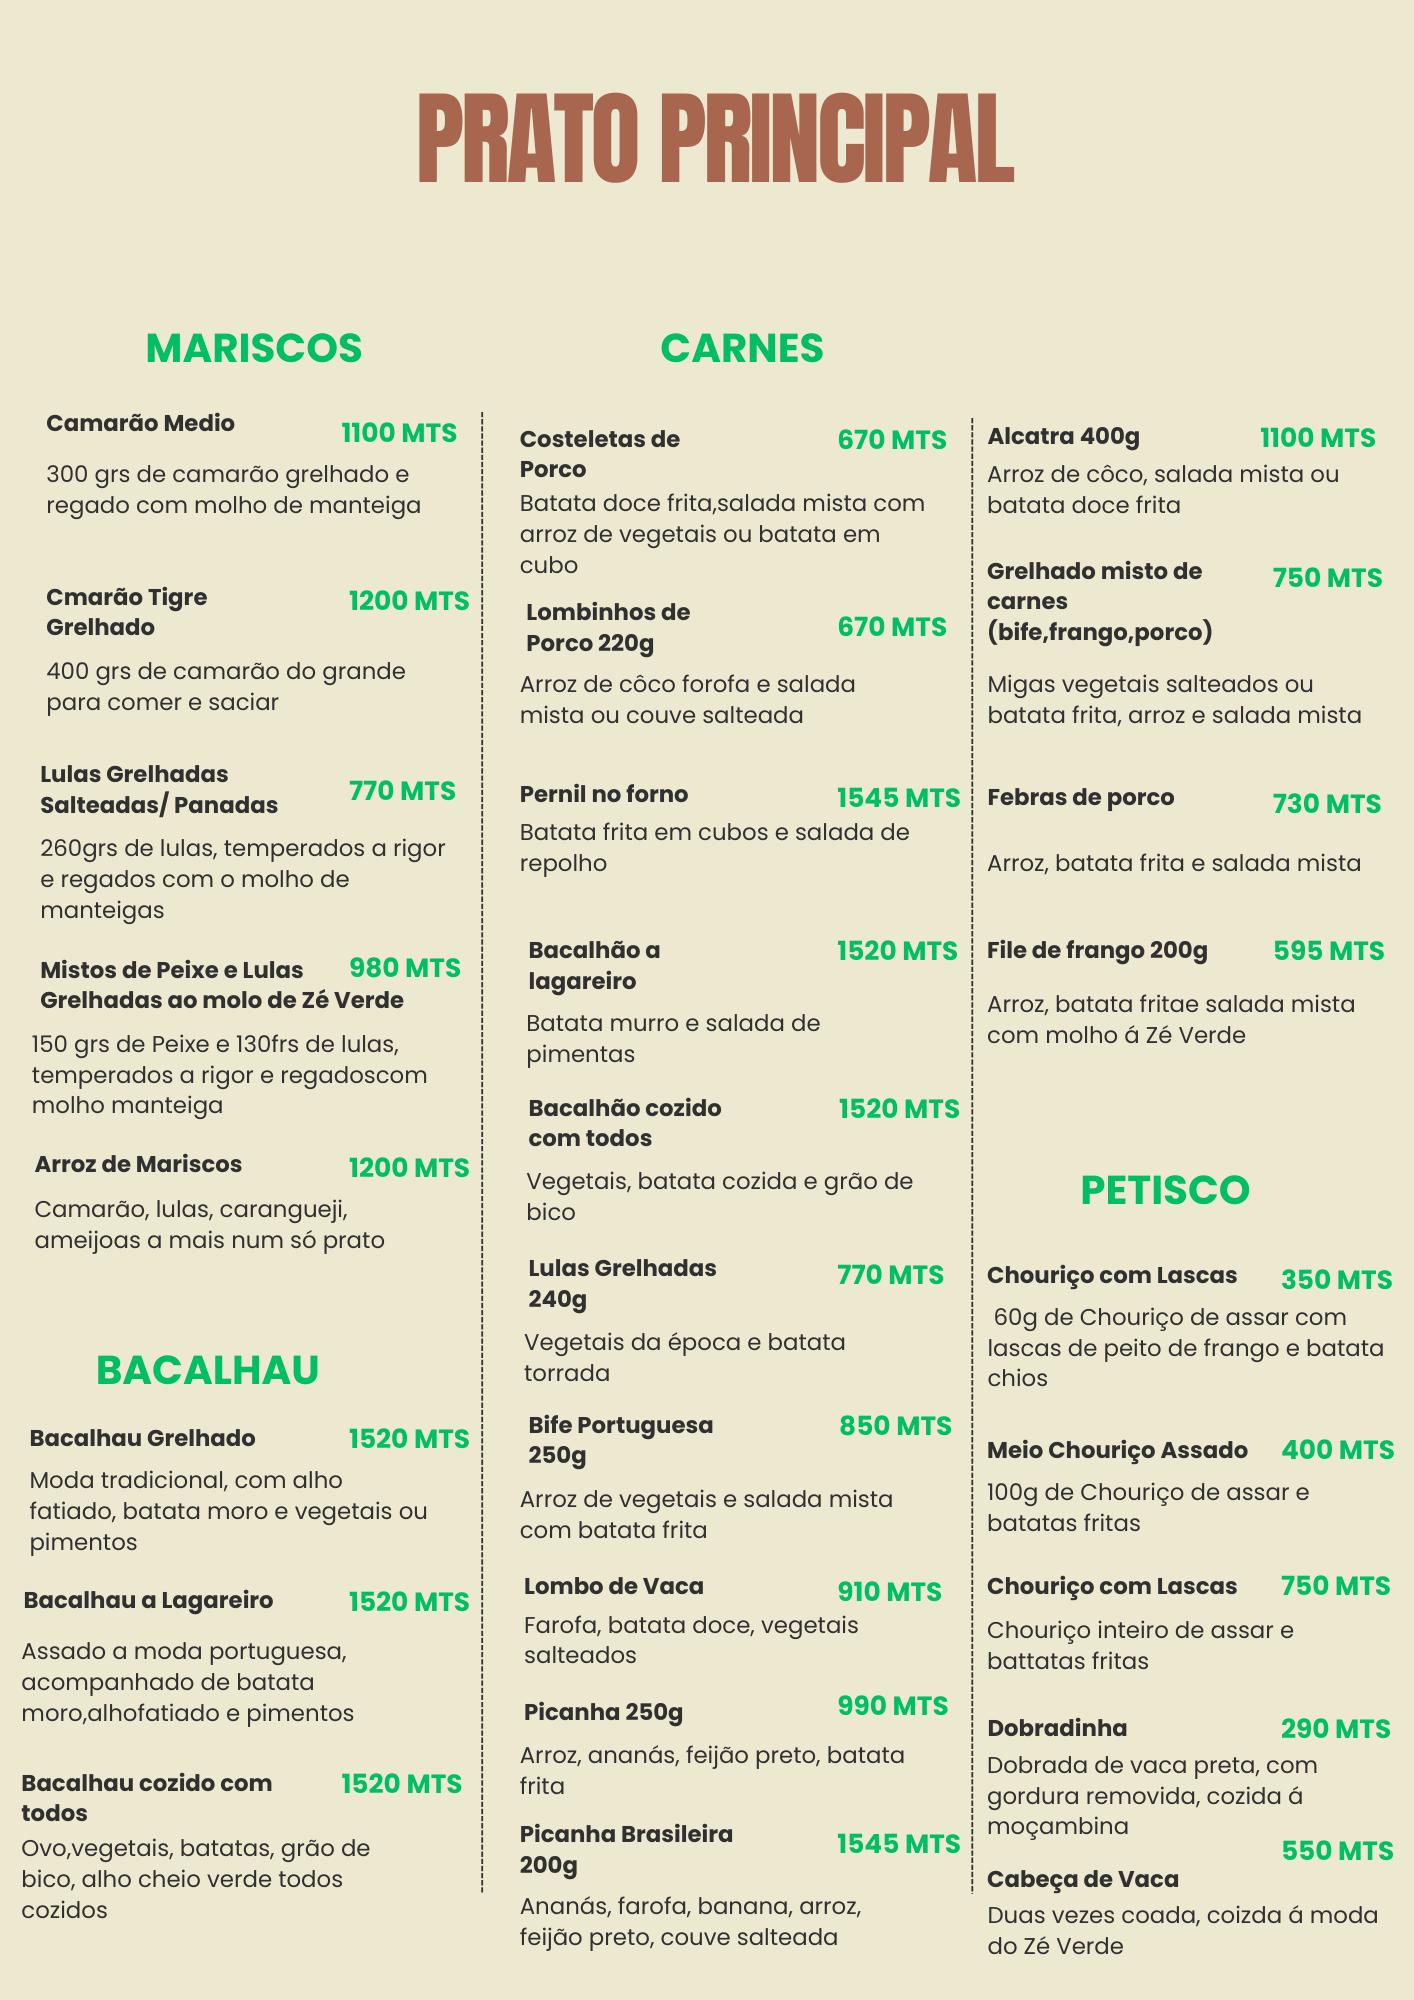 PRATO PRINCIPAL
MARISCOS
Camarão Medio
1100 MTS
300 grs de camarão grelhado e
regado com molho de manteiga
Cmarão Tigre
Grelhado
1200 MTS
400 grs de camarão do grande
para comer e saciar
Lulas Grelhadas
Salteadas/ Panadas
770 MTS
260grs de lulas, temperados a rigor
e regados com o molho de
manteigas
Mistos de Peixe e Lulas
Grelhadas ao molo de Zé Verde
980 MTS
150 grs de Peixe e 130frs de lulas,
temperados a rigor e regadoscom
molho manteiga
Arroz de Mariscos
1200 MTS
Camarão, lulas, carangueji,
ameijoas a mais num só prato
BACALHAU
Bacalhau Grelhado
1520 MTS
Moda tradicional, com alho
fatiado, batata moro e vegetais ou
pimentos
Bacalhau a Lagareiro
1520 MTS
Assado a moda portuguesa,
acompanhado de batata
moro,alhofatiado e pimentos
Bacalhau cozido com
todos
1520 MTS
Ovo,vegetais, batatas, grão de
bico, alho cheio verde todos
cozidos
CARNES
Costeletas de
Porco
670 MTS
Batata doce frita,salada mista com
arroz de vegetais ou batata em
cubo
Lombinhos de
Porco 220g
670 MTS
Arroz de côco forofa e salada
mista ou couve salteada
Pernil no forno
1545 MTS
Batata frita em cubos e salada de
repolho
Bacalhão a
lagareiro
1520 MTS
Batata murro e salada de
pimentas
Bacalhão cozido
com todos
1520 MTS
Vegetais, batata cozida e grão de
bico
Lulas Grelhadas
240g
770 MTS
Vegetais da época e batata
torrada
Bife Portuguesa
250g
850 MTS
Arroz de vegetais e salada mista
com batata frita
Lombo de Vaca
910 MTS
Farofa, batata doce, vegetais
salteados
Picanha 250g
990 MTS
Arroz, ananás, feijão preto, batata
frita
Picanha Brasileira
200g
1545 MTS
Ananás, farofa, banana, arroz,
feijão preto, couve salteada
Alcatra 400g
1100 MTS
Arroz de côco, salada mista ou
batata doce frita
Grelhado misto de
carnes
(bife,frango,porco)
750 MTS
Migas vegetais salteados ou
batata frita, arroz e salada mista
Febras de porco
730 MTS
Arroz, batata frita e salada mista
File de frango 200g
595 MTS
Arroz, batata fritae salada mista
com molho á Zé Verde
PETISCO
Chouriço com Lascas
350 MTS
60g de Chouriço de assar com
lascas de peito de frango e batata
chios
Meio Chouriço Assado
400 MTS
100g de Chouriço de assar e
batatas fritas
Chouriço com Lascas
750 MTS
Chouriço inteiro de assar e
battatas fritas
Dobradinha
290 MTS
Dobrada de vaca preta, com
gordura removida, cozida á
moçambina
550 MTS
Cabeça de Vaca
Duas vezes coada, coizda á moda
do Zé Verde